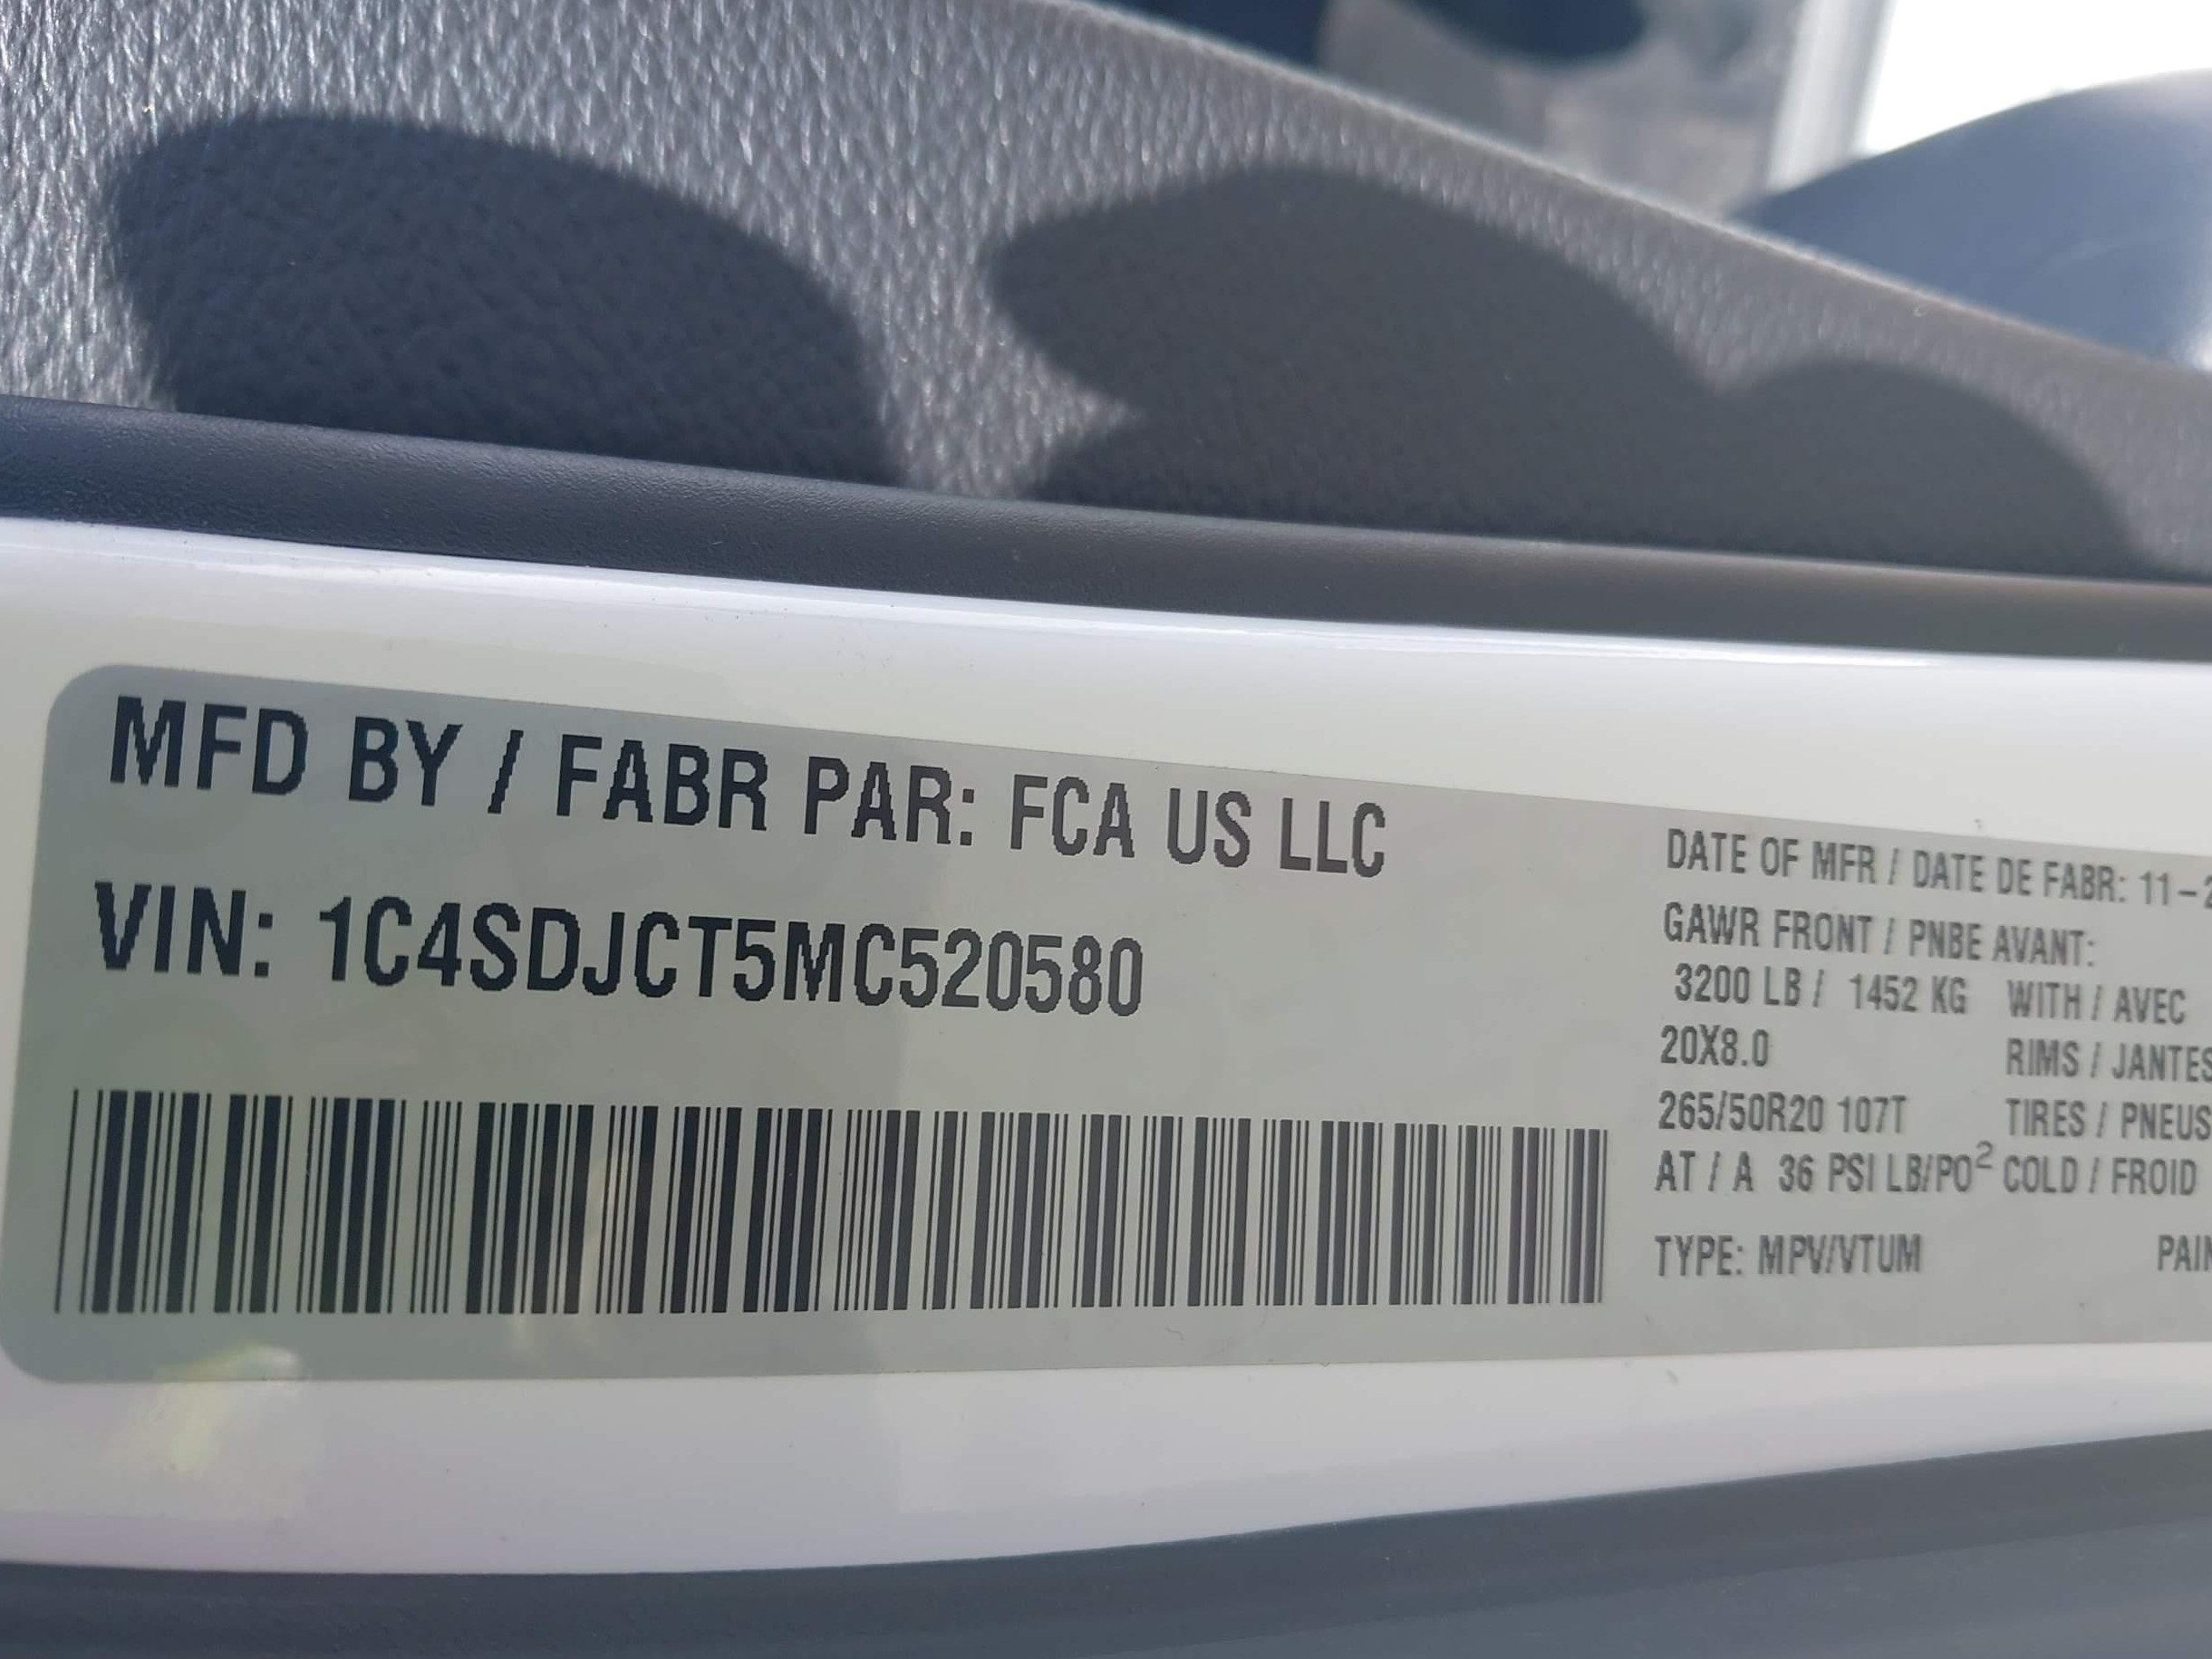 MFD BY / FABR PAR: FCA US LLC
VIN: 1C4SDJCT5MC520580
DATE OF MFR / DATE DE FABR: 11-2
GAWR FRONT / PNBE AVANT:
3200 LB / 1452 KG WITH / AVEC
20X8.0 RIMS / JANTES
265/50R20 107T TIRES / PNEUS
AT / A 36 PSI LB/PO² COLD / FROID
TYPE: MPV/VTUM